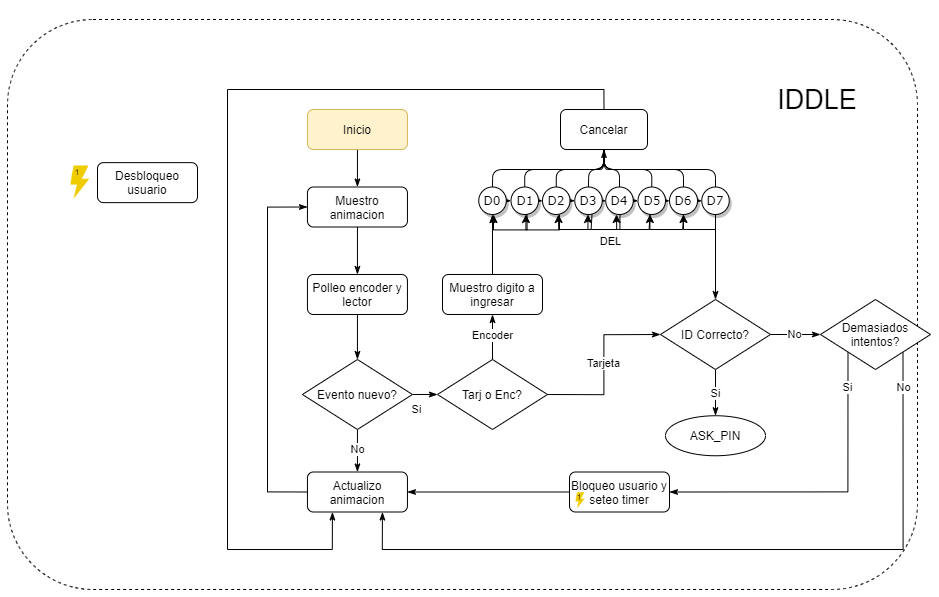 IDDLE
Inicio
Cancelar
1
Desbloqueo
usuario
Muestro
animacion
D0
D1
D2
D3
D4
D5
D6
D7
DEL
Polleo encoder y
lector
Muestro digito a
ingresar
Encoder
Tarjeta
ID Correcto?
No
Demasiados
intentos?
Evento nuevo?
Si
Tarj o Enc?
Si
Si
No
ASK_PIN
No
Actualizo
animacion
Bloqueo usuario y
seteo timer
1